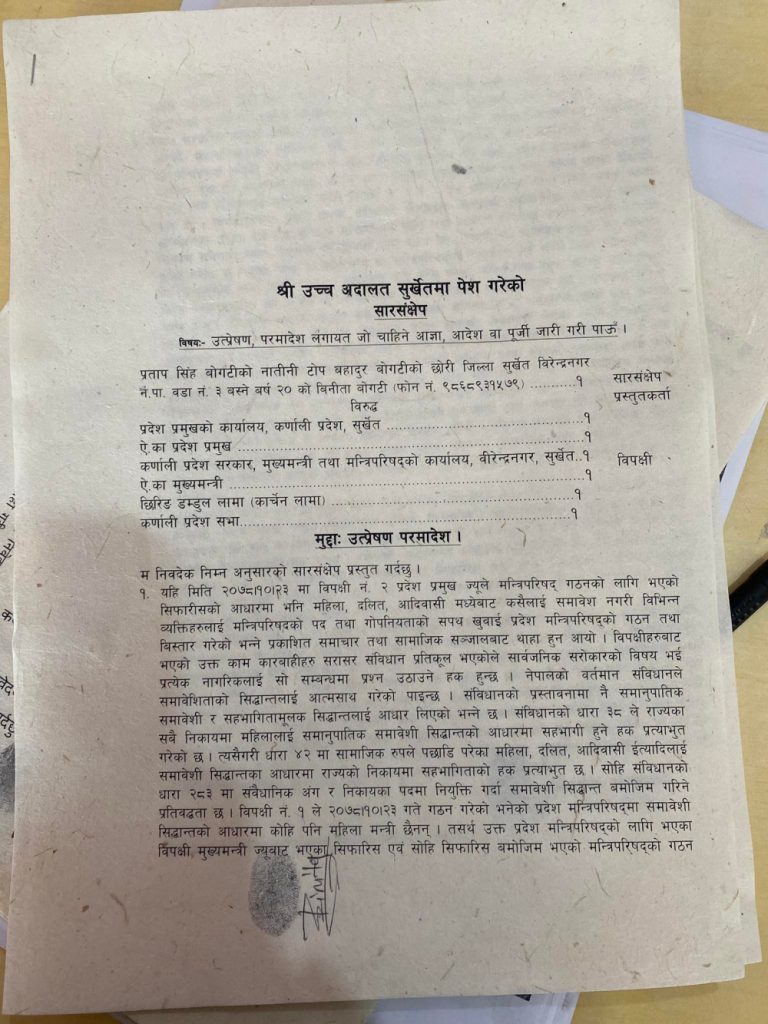 श्री उच्च अदालत सुर्खेतमा पेश गरेको
सारसंक्षेप
विषयः- उत्प्रेषण, परमादेश लगायत जो चाहिने आज्ञा, आदेश वा पूर्जी जारी गरी पाऊँ ।
प्रताप सिंह बोगटीको नातीनी टोप बहादुर बोगटीको छोरी जिल्ला सुर्खेत विरेन्द्रनगर
न.पा. वडा नं. ३ बस्ने बर्ष २० को बिनीता बोगटी (फोन नं. ९८६८९३१५७९) ...........१ सारसंक्षेप प्रस्तुतकर्ता
विरुद्ध
प्रदेश प्रमुखको कार्यालय, कर्णाली प्रदेश, सुर्खेत ..............................................१
ऐ.का प्रदेश प्रमुख ................................................................................१
कर्णाली प्रदेश सरकार, मुख्यमन्त्री तथा मन्त्रिपरिषद्को कार्यालय, वीरेन्द्रनगर, सुर्खेत..१ विपक्षी
ऐ.का मुख्यमन्त्री ..................................................................................१
छिरिङ डम्डुल लामा (कार्चेन लामा) .........................................................१
कर्णाली प्रदेश सभा..............................................................................१
मुद्दाः उत्प्रेषण परमादेश ।
म निवदेक निम्न अनुसारको सारसंक्षेप प्रस्तुत गर्दछु ।
१. यहि मिति २०७८।१०।२३ मा विपक्षी नं. २ प्रदेश प्रमुख ज्यूले मन्त्रिपरिषद् गठनको लागि भएको
सिफारीसको आधारमा भनि महिला, दलित, आदिवासी मध्येबाट कसैलाई समावेश नगरी विभिन्न
व्यक्तिहरुलाई मन्त्रिपरिषदको पद तथा गोपनियताको सपथ खुवाई प्रदेश मन्त्रिपरिषद्को गठन तथा
बिस्तार गरेको भन्ने प्रकाशित समाचार तथा सामाजिक सञ्जालबाट थाहा हुन आयो । विपक्षीहरुबाट
भएको उक्त काम कारबाहीहरु सरासर संविधान प्रतिकूल भएकोले सार्वजनिक सरोकारको विषय भई
प्रत्येक नागरिकलाई सो सम्बन्धमा प्रश्न उठाउने हक हुन्छ । नेपालको वर्तमान संविधानले
समावेशिताको सिद्धान्तलाई आत्मसाथ गरेको पाइन्छ । संविधानको प्रस्तावनामा नै समानुपातिक
समावेशी र सहभागितामूलक सिद्धान्तलाई आधार लिएको भन्ने छ । संविधानको धारा ३८ ले राज्यका
सबै निकायमा महिलालाई समानुपातिक समावेशी सिद्धान्तको आधारमा सहभागी हुने हक प्रत्याभुत
गरेको छ । त्यसैगरी धारा ४२ मा सामाजिक रुपले पछाडि परेका महिला, दलित, आदिवासी ईत्यादिलाई
समावेशी सिद्धान्तका आधारमा राज्यको निकायमा सहभागिताको हक प्रत्याभुत छ । सोहि संविधानको
धारा २८३ मा सवैधानिक अंग र निकायका पदमा नियुक्ति गर्दा समावेशी सिद्धान्त बमोजिम गरिने
प्रतिवद्धता छ । विपक्षी नं. १ ले २०७८।१०।२३ गते गठन गरेको भनेको प्रदेश मन्त्रिपरिषद्मा समावेशी
सिद्धान्तको आधारमा कोहि पनि महिला मन्त्री छैनन् । तसर्थ उक्त प्रदेश मन्त्रिपरिषद्को लागि भएका
विपक्षी मुख्यमन्त्री ज्यूबाट भएका सिफारिस एवं सोहि सिफारिस बमोजिम भएको मन्त्रिपरिषद्को गठन